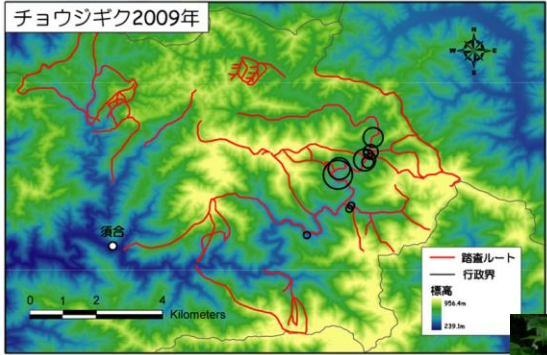 チョウジギク2009年
N
W E
S
須合
0 1 2 4
Kilometers
踏査ルート
行政界
標高
956.4m
239.1m